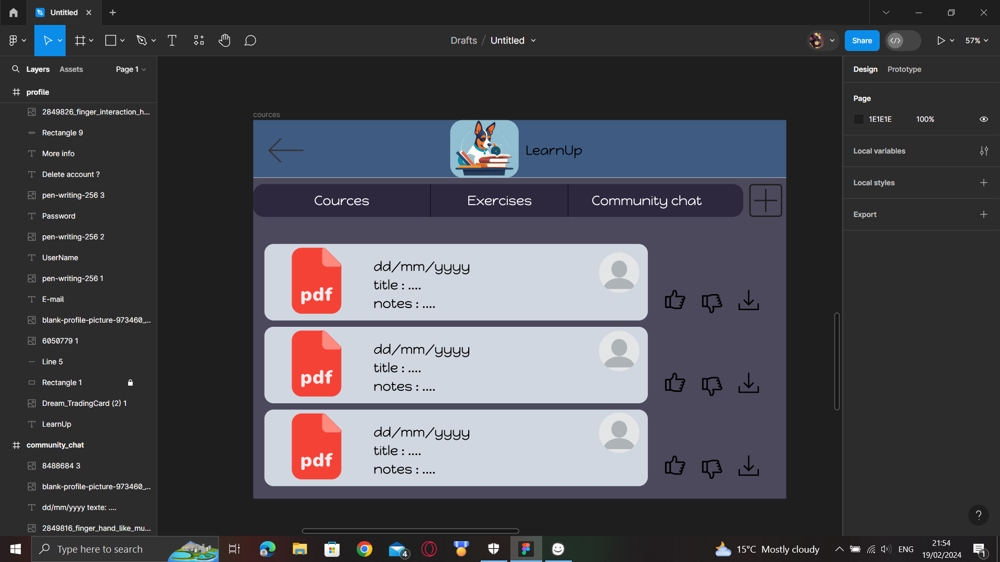 Untitled
Drafts / Untitled
Share
57%
Layers
Assets
Page 1
profile
2849826_finger_interaction_h...
Rectangle 9
More info
Delete account ?
pen-writing-256 3
Password
pen-writing-256 2
UserName
pen-writing-256 1
E-mail
blank-profile-picture-973460_...
6050779 1
Line 5
Rectangle 1
Dream_TradingCard (2) 1
LearnUp
community_chat
8488684 3
blank-profile-picture-973460_...
dd/mm/yyyy texte: ....
2849816_finger_hand_like_mu...
cources
LearnUp
Cources
Exercises
Community chat
pdf
dd/mm/yyyy
title : ....
notes : ....
pdf
dd/mm/yyyy
title : ....
notes : ....
pdf
dd/mm/yyyy
title : ....
notes : ....
Design
Prototype
Page
1E1E1E
100%
Local variables
Local styles
Export
?
Type here to search
4
15°C Mostly cloudy
ENG
21:54
19/02/2024
1